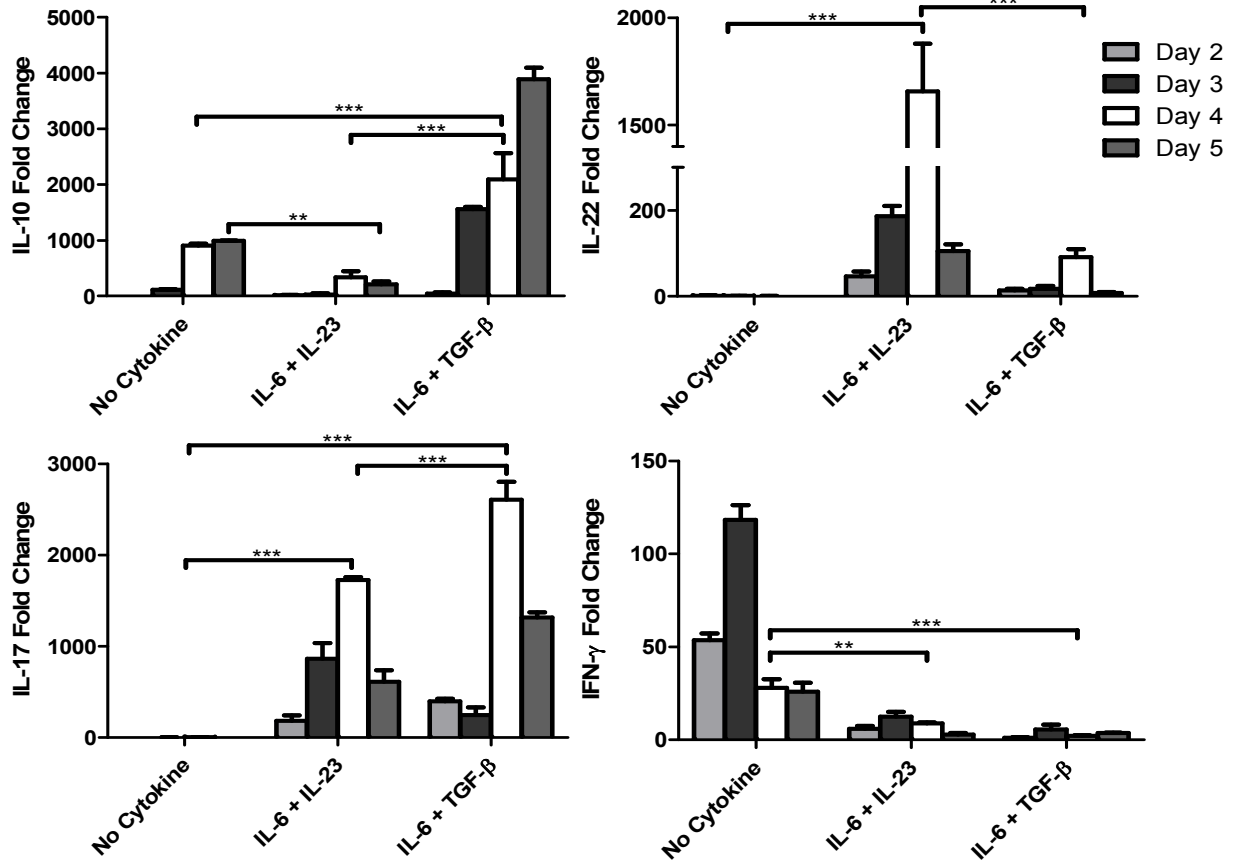 IL-10 Fold Change
5000
4000
3000
2000
1000
0
***
***
**
No Cytokine
IL-6 + IL-23
IL-6 + TGF-β
IL-22 Fold Change
2000
1500
200
0
***
***
No Cytokine
IL-6 + IL-23
IL-6 + TGF-β
Day 2
Day 3
Day 4
Day 5
IL-17 Fold Change
3000
2000
1000
0
***
***
***
No Cytokine
IL-6 + IL-23
IL-6 + TGF-β
IFN-γ Fold Change
150
100
50
0
***
**
No Cytokine
IL-6 + IL-23
IL-6 + TGF-β